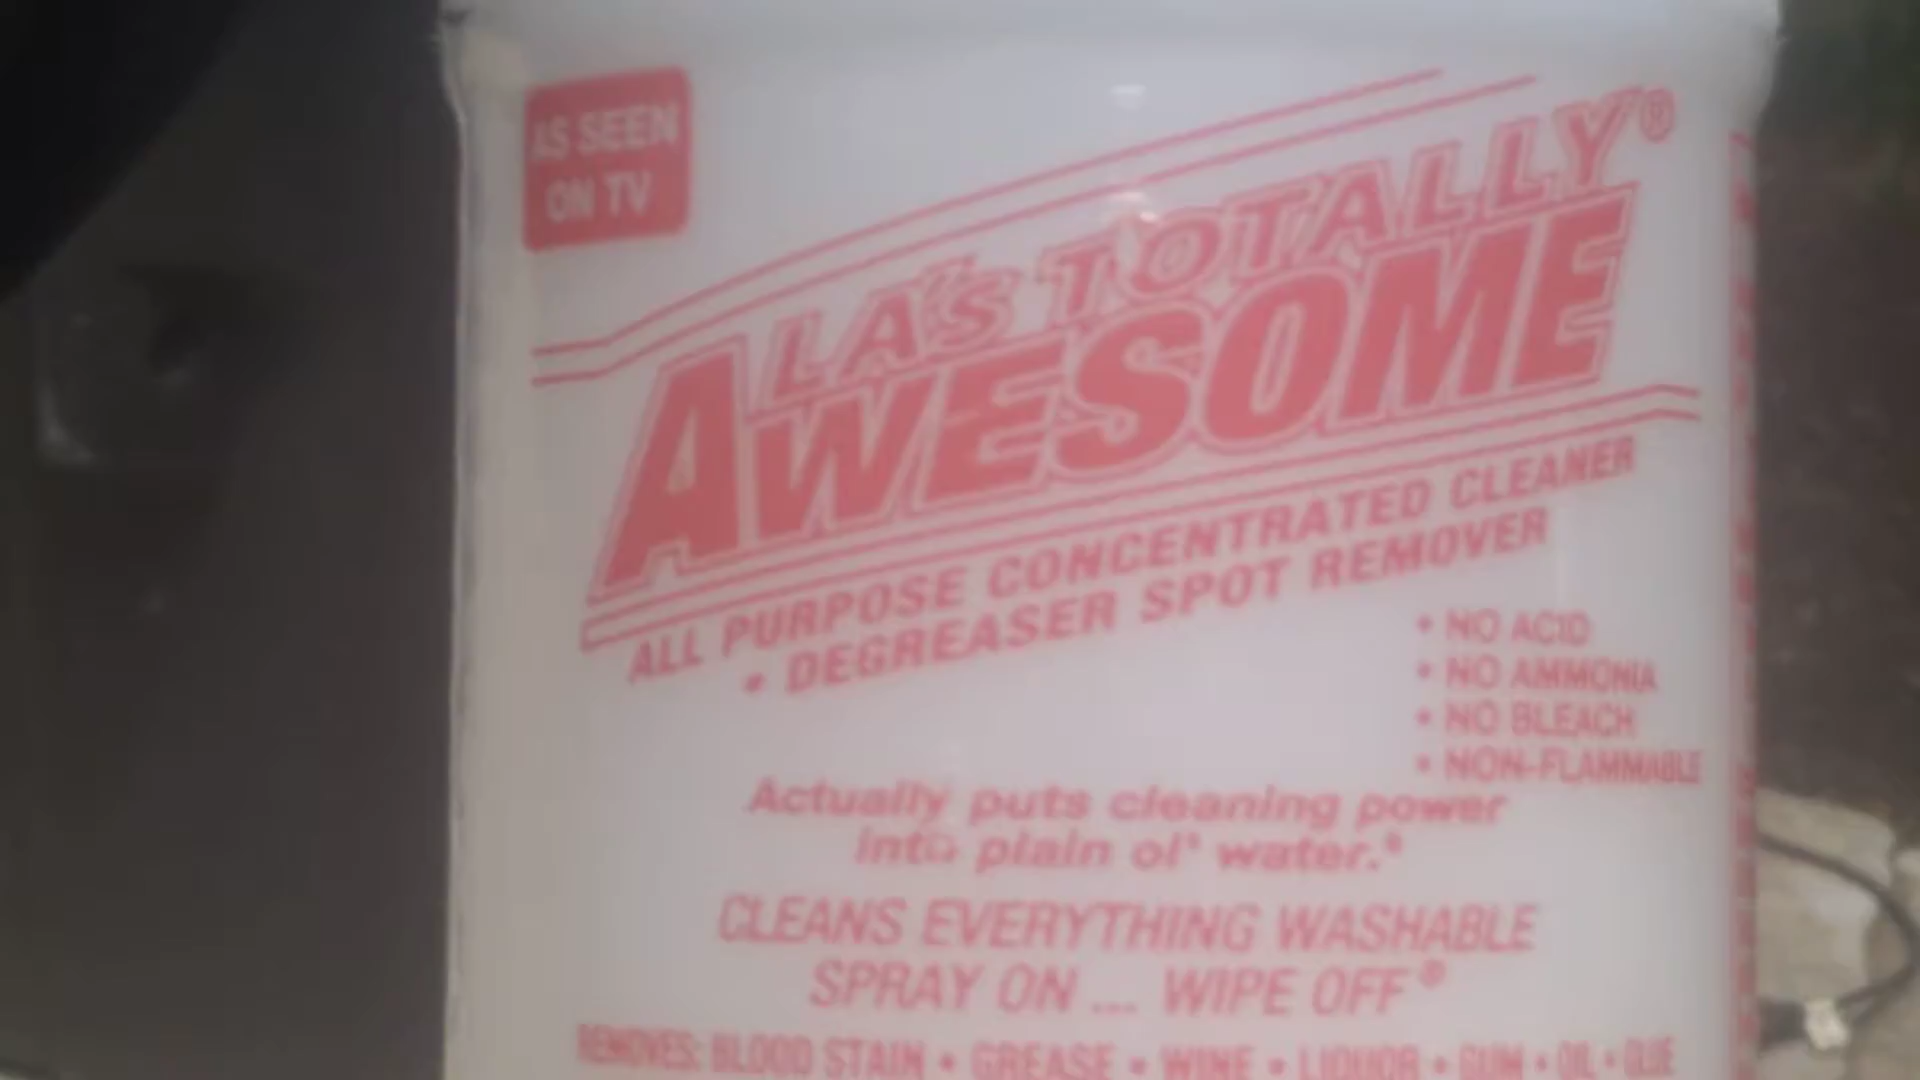 AS SEEN
ON TV
LA'S TOTALLY®
AWESOME
ALL PURPOSE CONCENTRATED CLEANER
• DEGREASER SPOT REMOVER
• NO ACID
• NO AMMONIA
• NO BLEACH
• NON-FLAMMABLE
Actually puts cleaning power
into plain ol' water.®
CLEANS EVERYTHING WASHABLE
SPRAY ON ... WIPE OFF®
REMOVES: BLOOD STAIN • GREASE • WINE • LIQUOR • GUM • OIL • GLUE